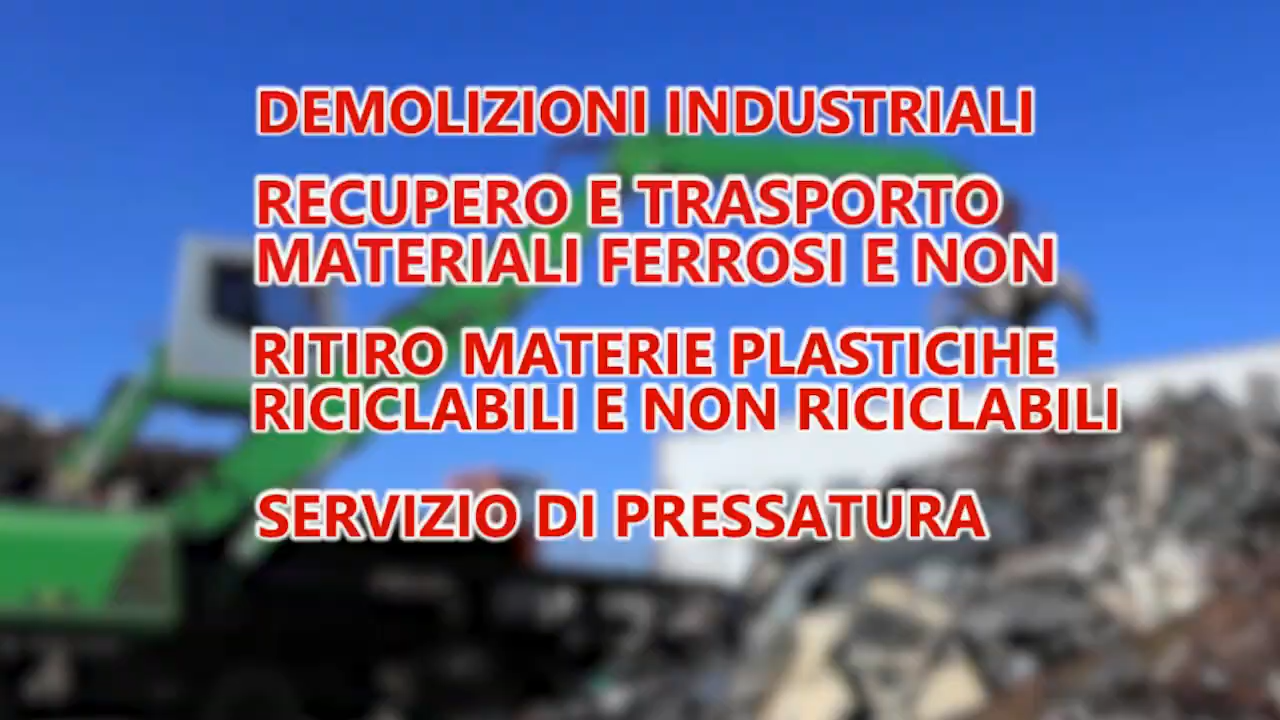 DEMOLIZIONI INDUSTRIALI
RECUPERO E TRASPORTO
MATERIALI FERROSI E NON
RITIRO MATERIE PLASTICIHE
RICICLABILI E NON RICICLABILI
SERVIZIO DI PRESSATURA